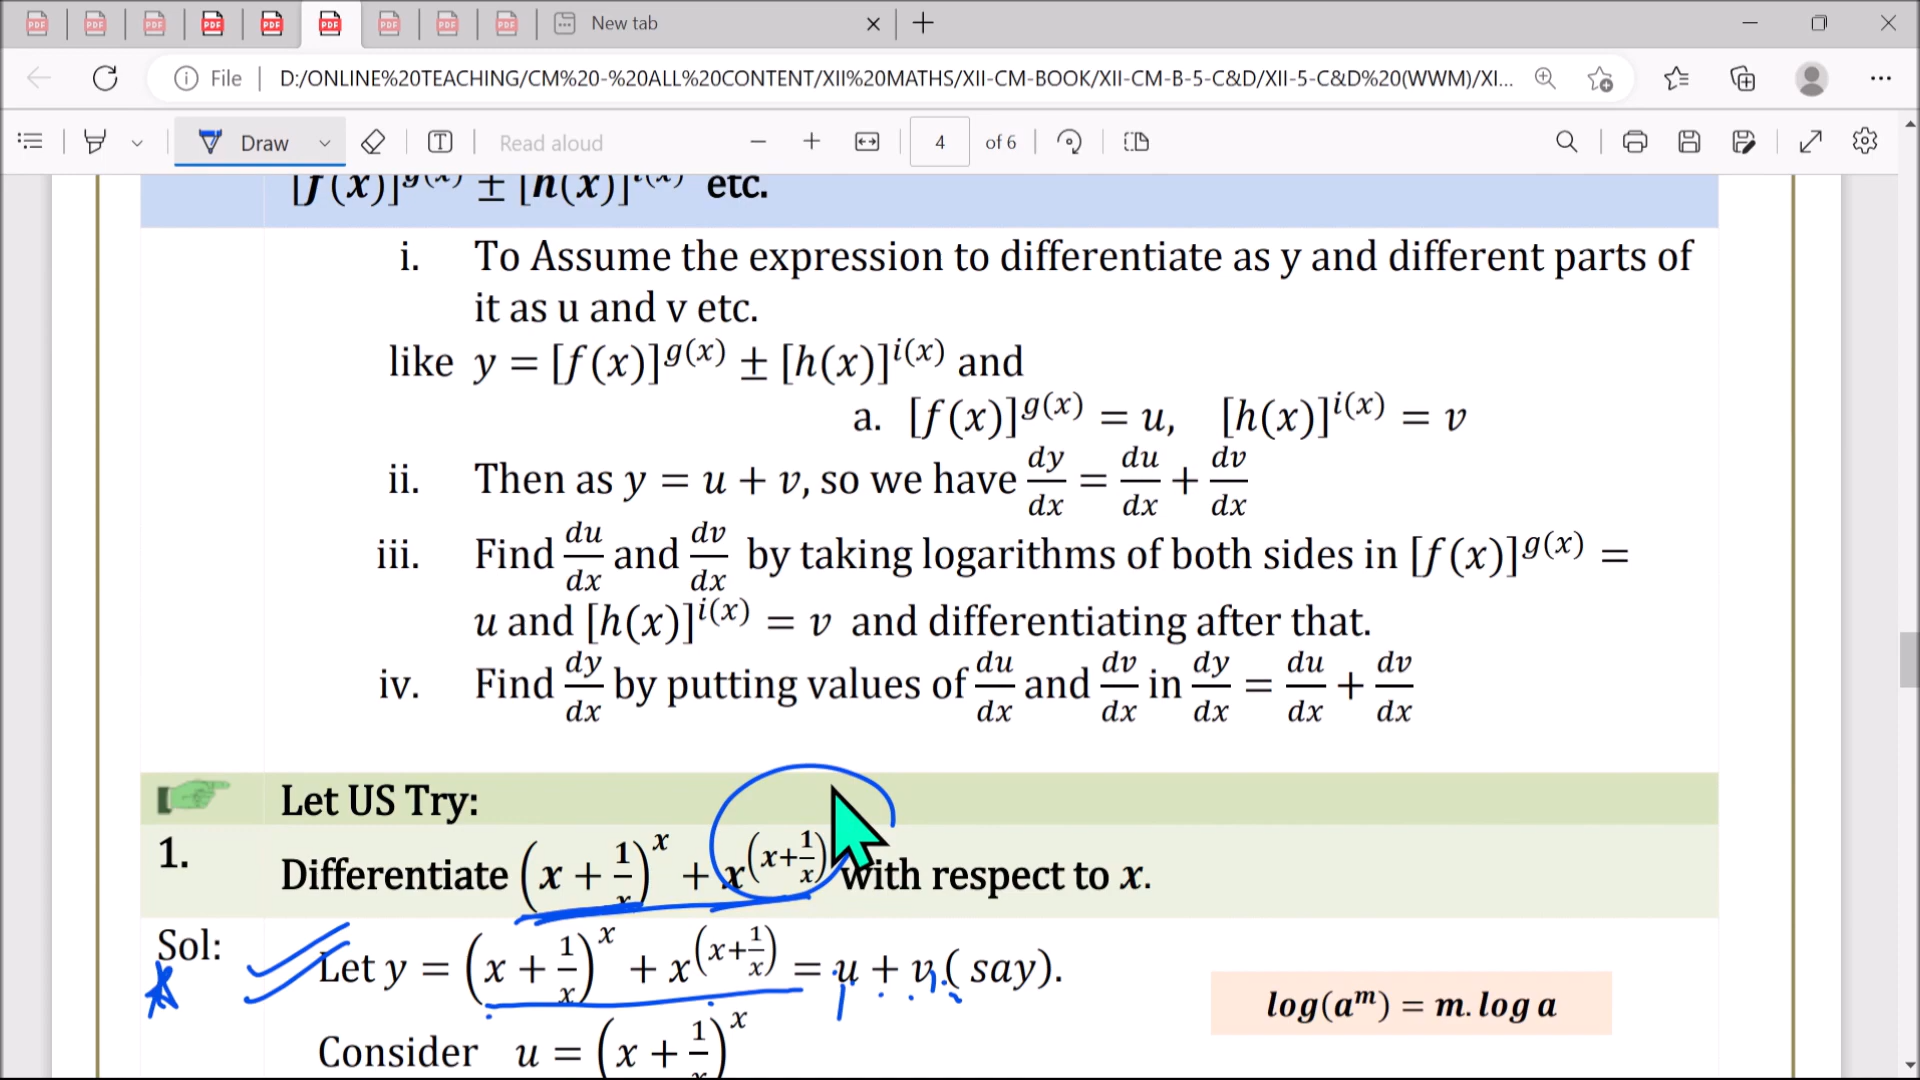 New tab
File | D:/ONLINE%20TEACHING/CM%20-%20ALL%20CONTENT/XII%20MATHS/XII-CM-BOOK/XII-CM-B-5-C&D/XII-5-C&D%20(WWM)/XI...
Draw T Read aloud 4 of 6
[f(x)]^{g(x)} ± [h(x)]^{i(x)} etc.
i. To Assume the expression to differentiate as y and different parts of
it as u and v etc.
like y = [f(x)]^{g(x)} ± [h(x)]^{i(x)} and
a. [f(x)]^{g(x)} = u, [h(x)]^{i(x)} = v
ii. Then as y = u + v, so we have dy/dx = du/dx + dv/dx
iii. Find du/dx and dv/dx by taking logarithms of both sides in [f(x)]^{g(x)} =
u and [h(x)]^{i(x)} = v and differentiating after that.
iv. Find dy/dx by putting values of du/dx and dv/dx in dy/dx = du/dx + dv/dx
Let US Try:
1. Differentiate (x + 1/x)^x + x^{(x+1/x)} with respect to x.
Sol: Let y = (x + 1/x)^x + x^{(x+1/x)} = u + v ( say).
log(a^m) = m. log a
Consider u = (x + 1/x)^x